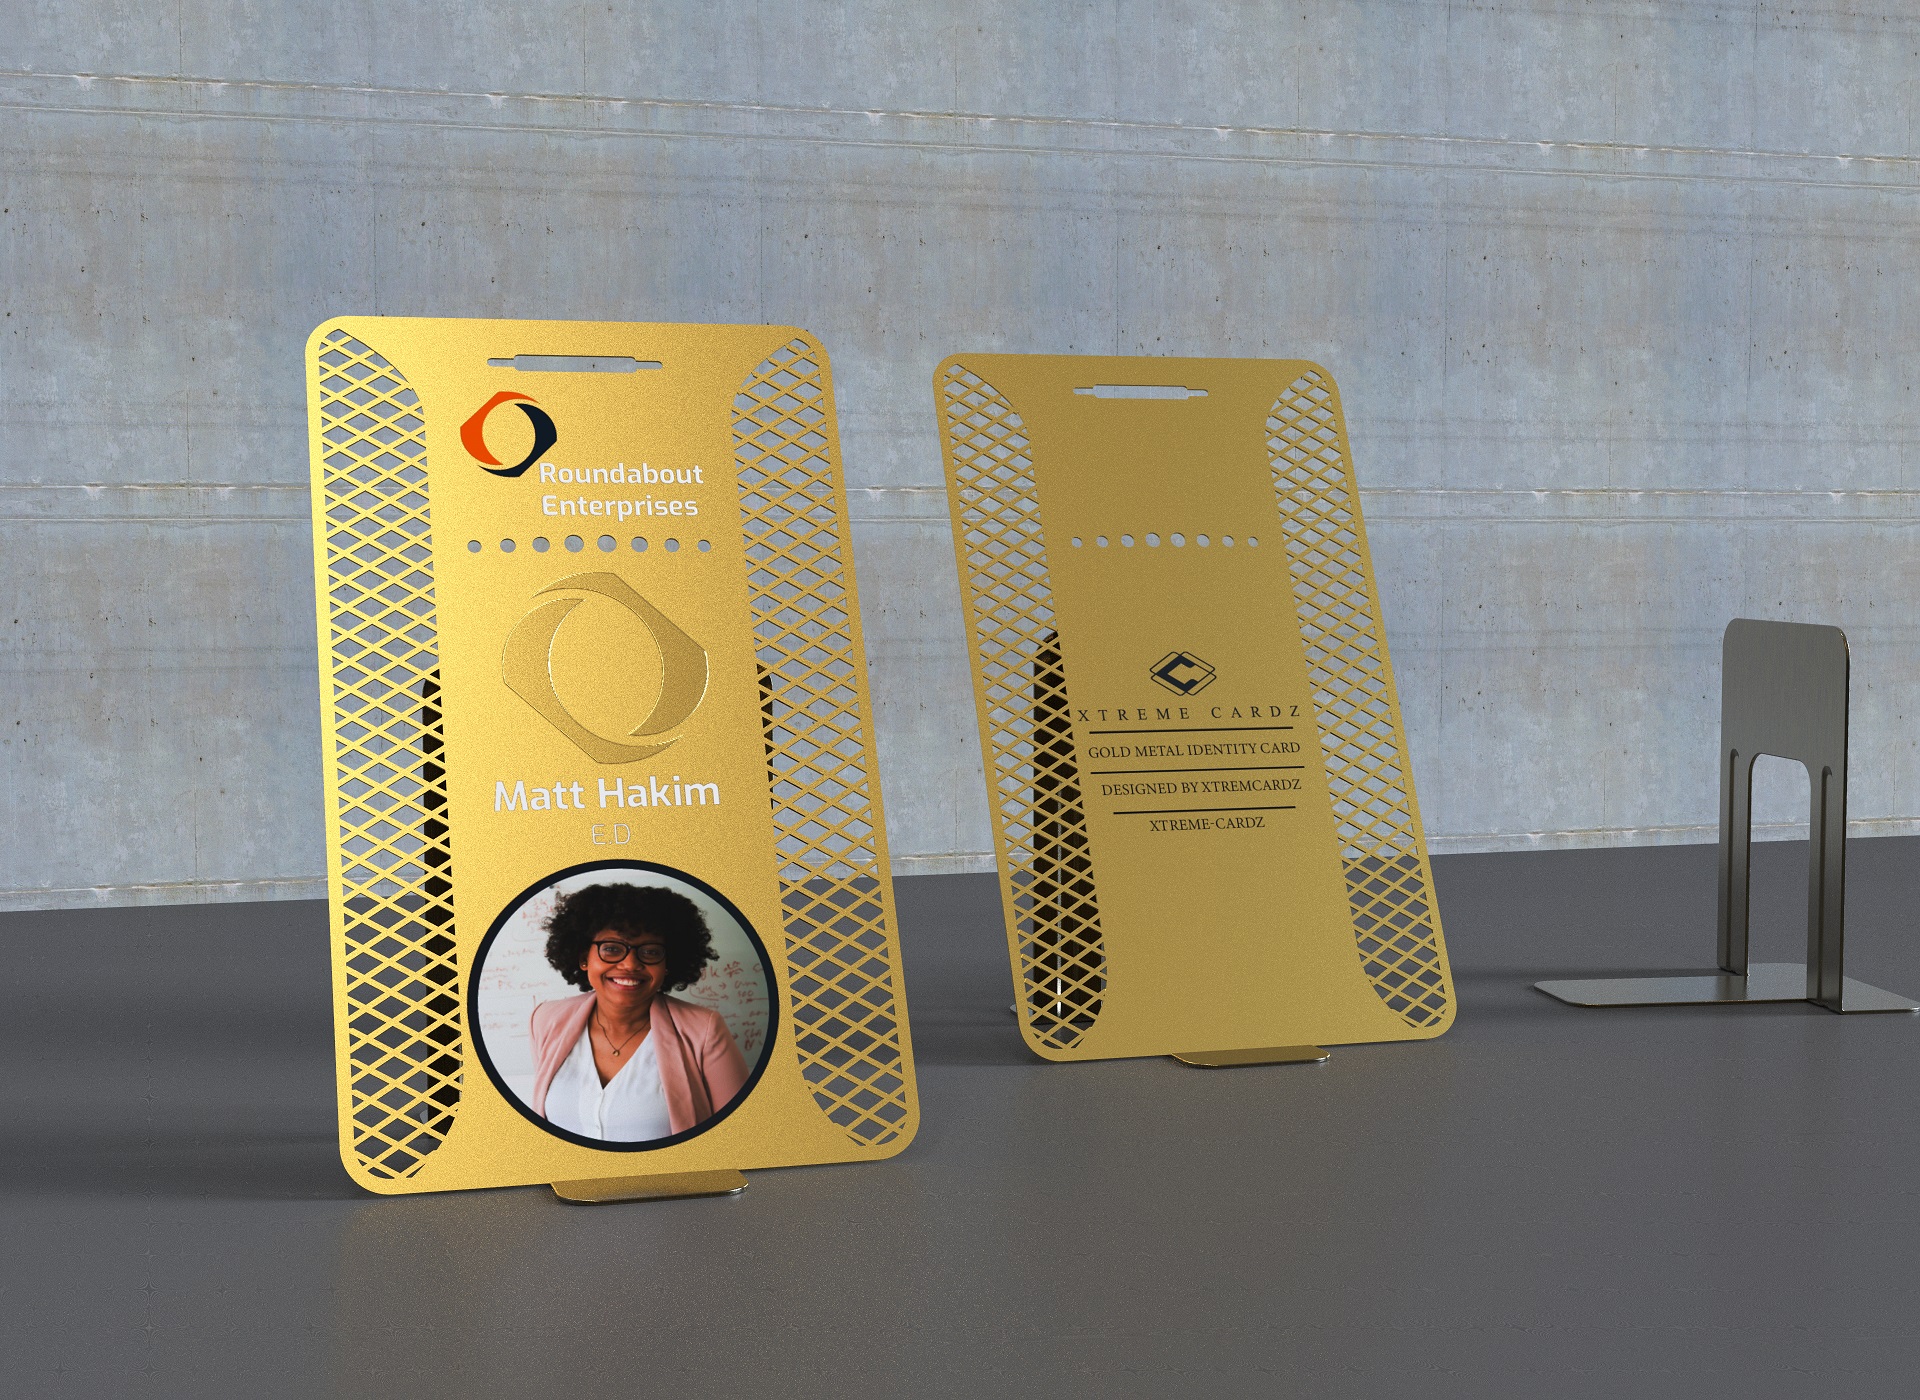 Roundabout
Enterprises
Matt Hakim
E.D
XTREME CARDZ
GOLD METAL IDENTITY CARD
DESIGNED BY XTREMCARDZ
XTREME-CARDZ